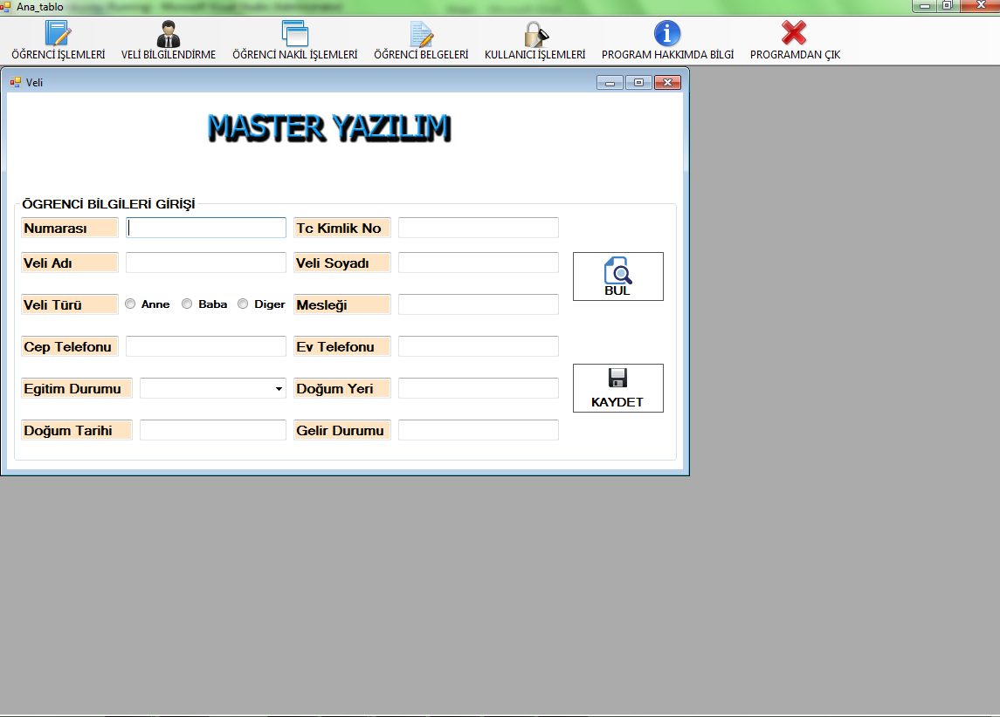 Ana_tablo
ÖĞRENCİ İŞLEMLERİ VELİ BİLGİLENDİRME ÖĞRENCİ NAKİL İŞLEMLERİ ÖĞRENCİ BELGELERİ KULLANICI İŞLEMLERİ PROGRAM HAKKIMDA BİLGİ PROGRAMDAN ÇIK
Veli
MASTER YAZILIM
ÖGRENCİ BİLGİLERİ GİRİŞİ
Numarası Tc Kimlik No
Veli Adı Veli Soyadı
BUL
Veli Türü Anne Baba Diger Mesleği
Cep Telefonu Ev Telefonu
Egitim Durumu Doğum Yeri
KAYDET
Doğum Tarihi Gelir Durumu